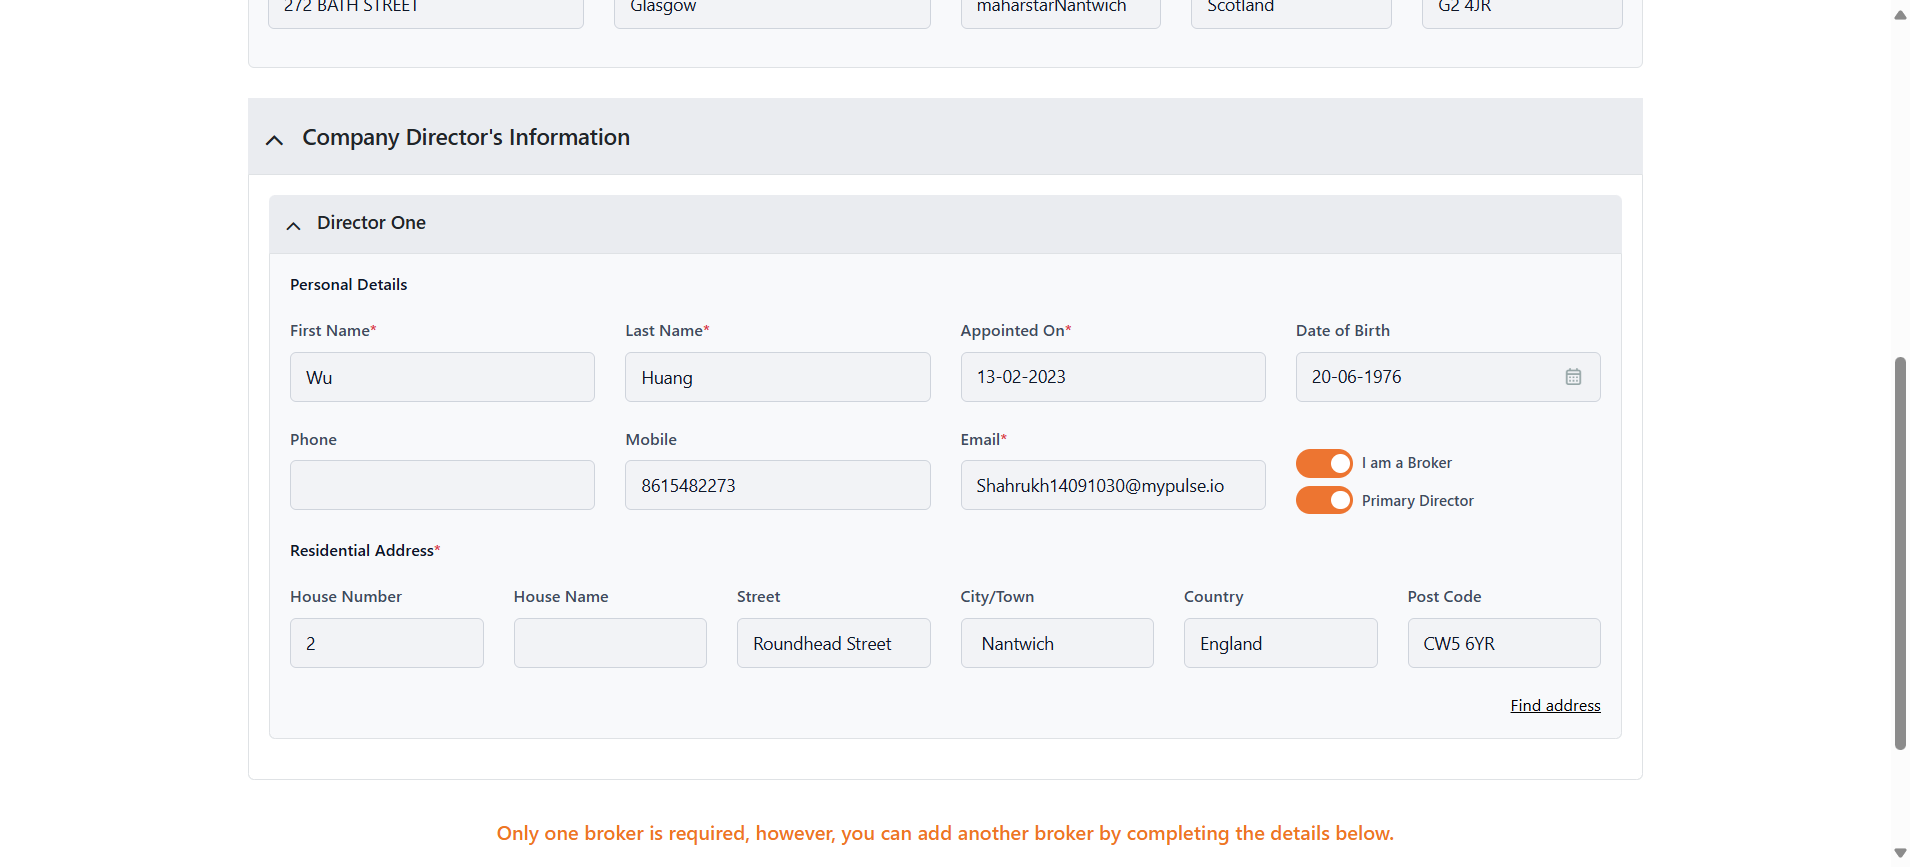 272 BATH STREET
Glasgow
maharstarNantwich
Scotland
G2 4JR
Company Director's Information
Director One
Personal Details
First Name*
Last Name*
Appointed On*
Date of Birth
Wu
Huang
13-02-2023
20-06-1976
Phone
Mobile
Email*
8615482273
Shahrukh14091030@mypulse.io
I am a Broker
Primary Director
Residential Address*
House Number
House Name
Street
City/Town
Country
Post Code
2
Roundhead Street
Nantwich
England
CW5 6YR
Find address
Only one broker is required, however, you can add another broker by completing the details below.